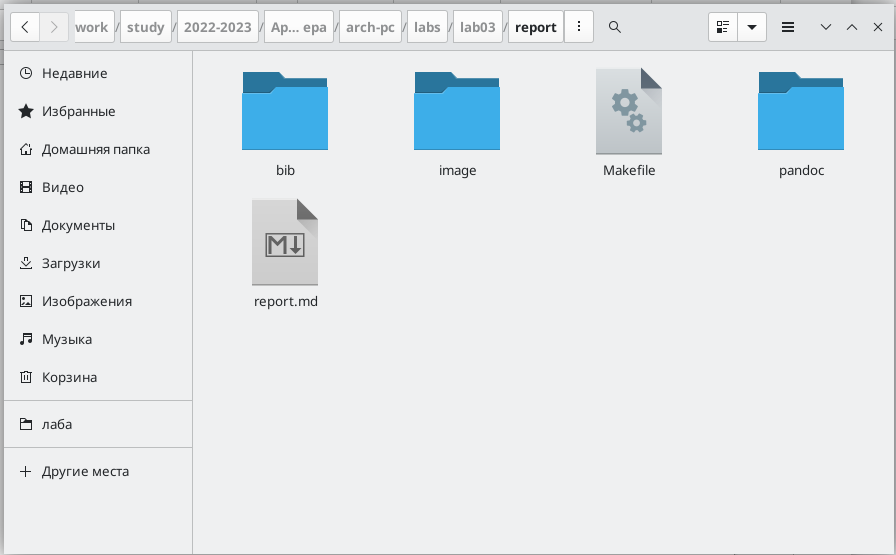 work / study / 2022-2023 / Ар... ера / arch-pc / labs / lab03 / report
Недавние
Избранные
Домашняя папка
Видео
Документы
Загрузки
Изображения
Музыка
Корзина
лаба
Другие места
bib image Makefile pandoc
report.md